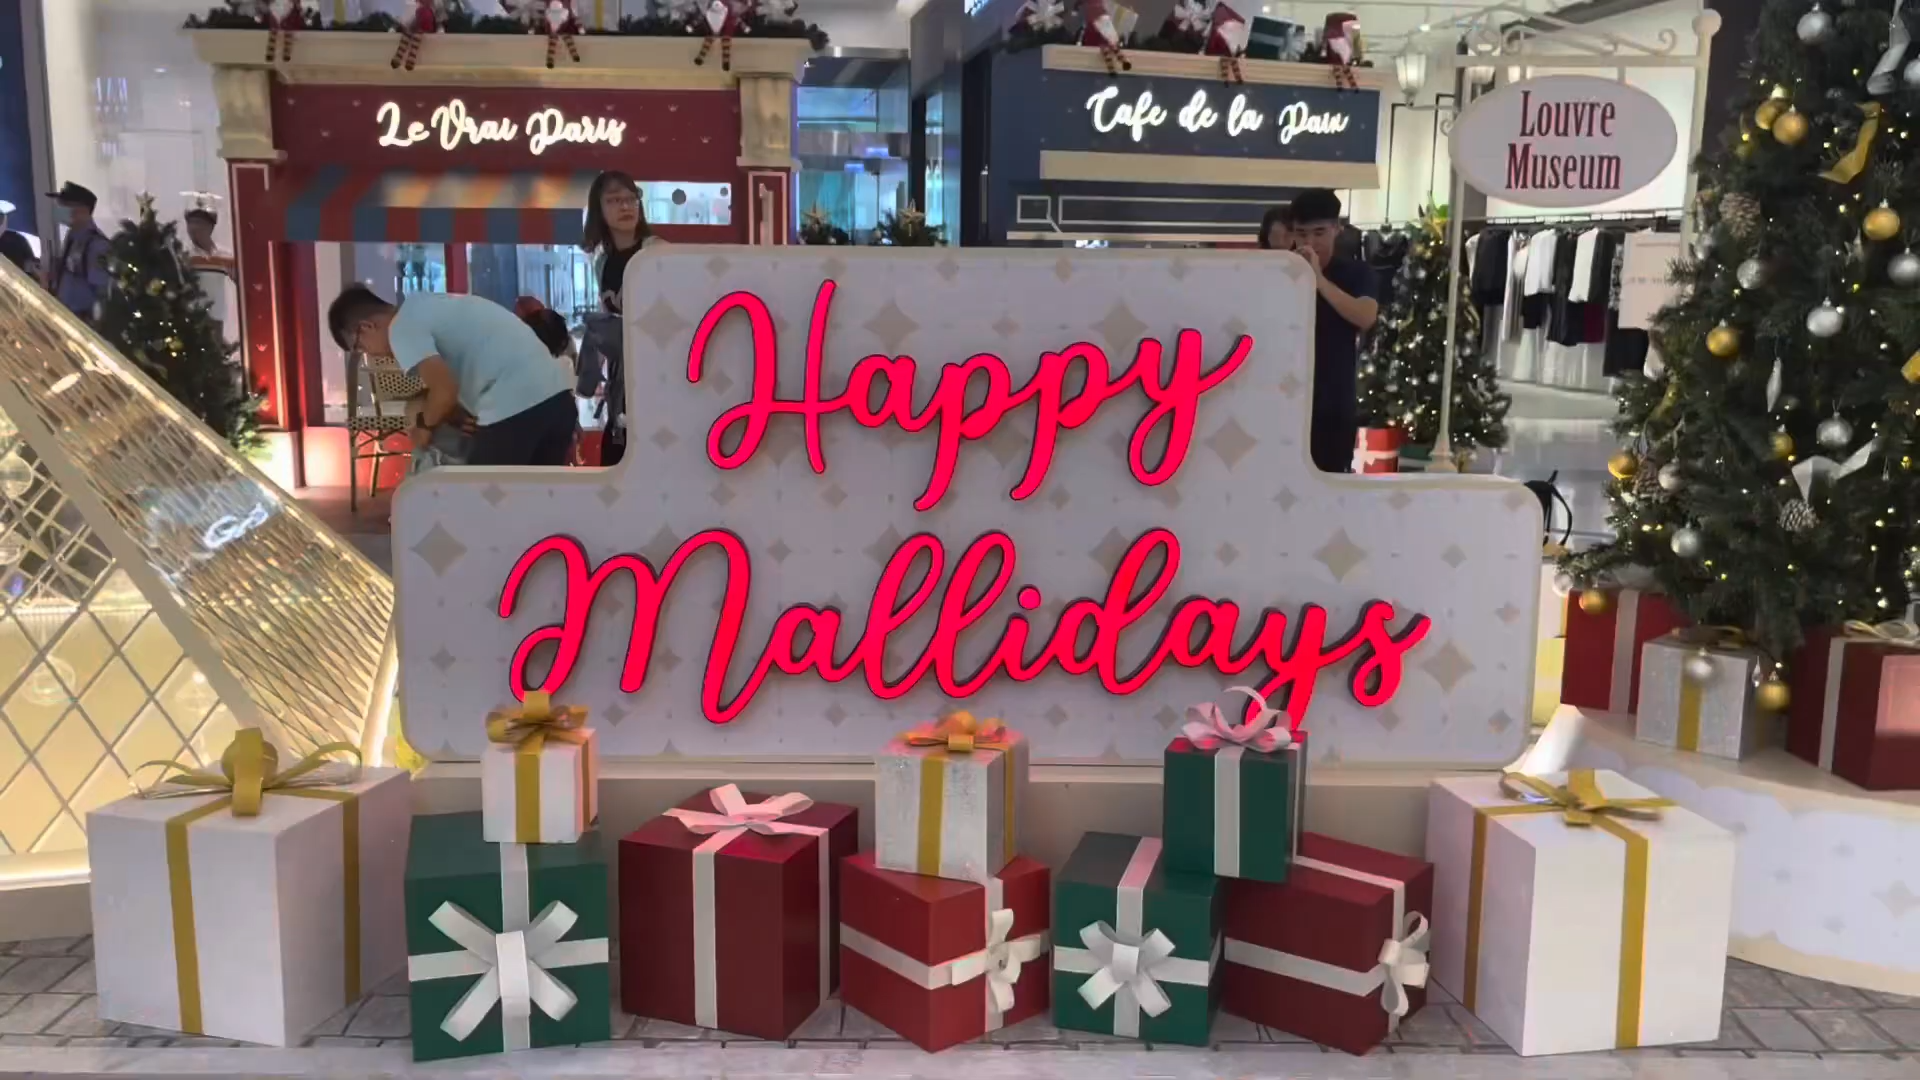 Le Vrai Paris
Cafe de la Paix
Louvre
Museum
Happy
Mallidays